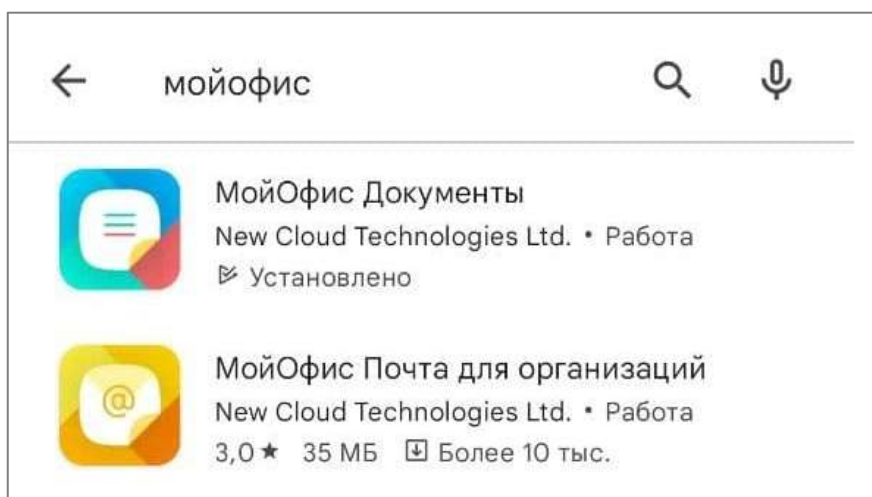 мойофис
МойОфис Документы
New Cloud Technologies Ltd. • Работа
Установлено
@
МойОфис Почта для организаций
New Cloud Technologies Ltd. • Работа
3,0★ 35 МБ Более 10 тыс.